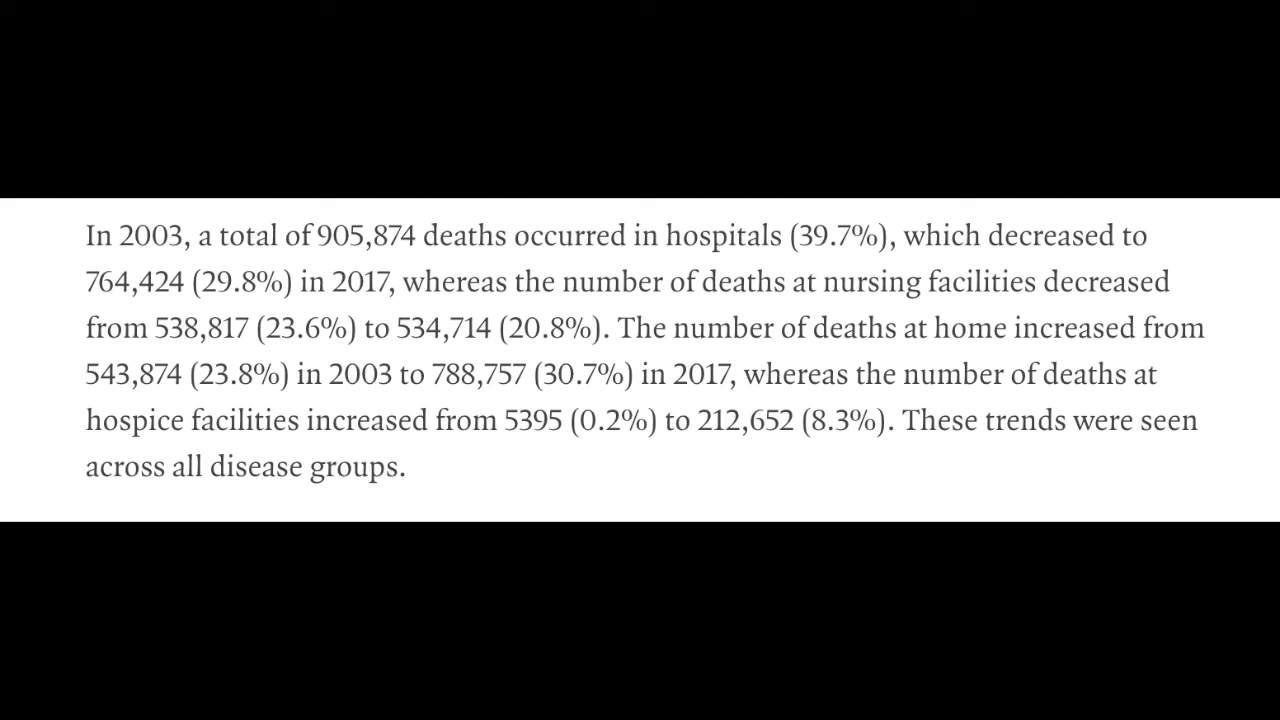 In 2003, a total of 905,874 deaths occurred in hospitals (39.7%), which decreased to
764,424 (29.8%) in 2017, whereas the number of deaths at nursing facilities decreased
from 538,817 (23.6%) to 534,714 (20.8%). The number of deaths at home increased from
543,874 (23.8%) in 2003 to 788,757 (30.7%) in 2017, whereas the number of deaths at
hospice facilities increased from 5395 (0.2%) to 212,652 (8.3%). These trends were seen
across all disease groups.